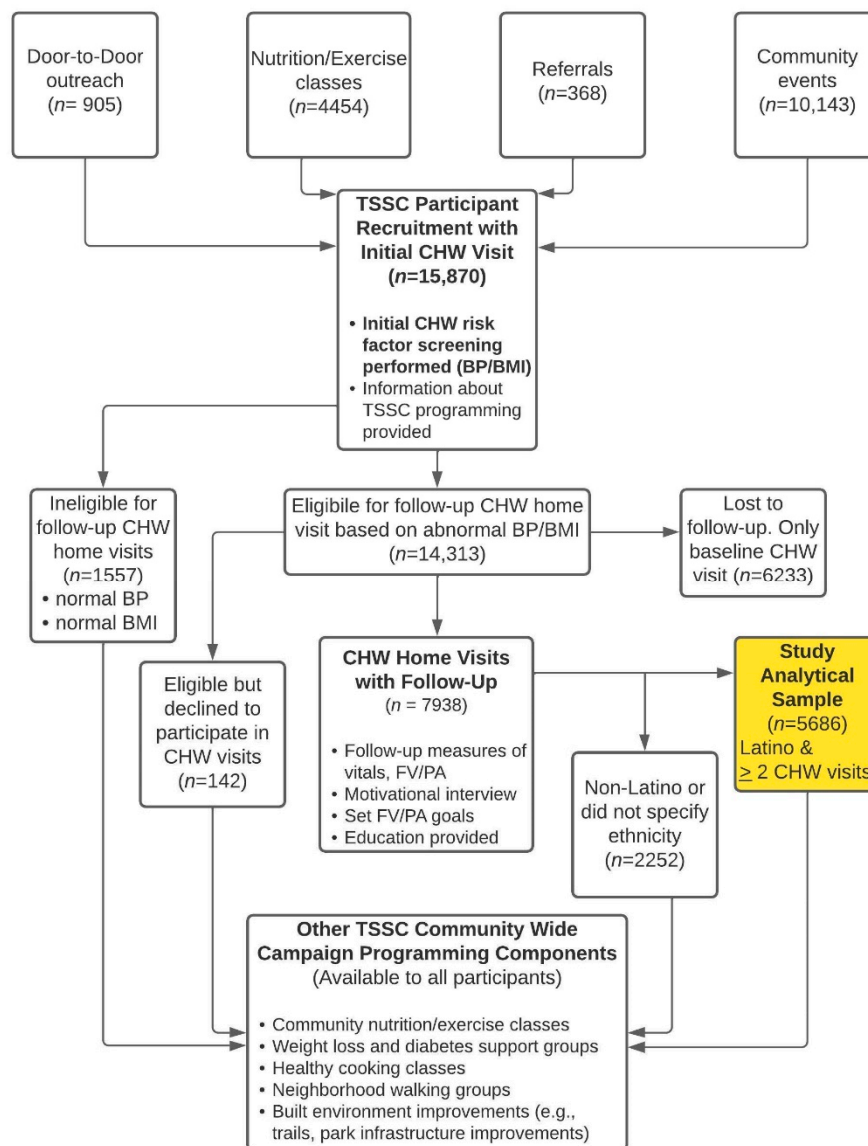 Door-to-Door
outreach
(n= 905)
Nutrition/Exercise
classes
(n=4454)
Referrals
(n=368)
Community
events
(n=10,143)
TSSC Participant
Recruitment with
Initial CHW Visit
(n=15,870)
• Initial CHW risk
factor screening
performed (BP/BMI)
• Information about
TSSC programming
provided
Ineligible for
follow-up CHW
home visits
(n=1557)
• normal BP
• normal BMI
Eligibile for follow-up CHW home
visit based on abnormal BP/BMI
(n=14,313)
Lost to
follow-up. Only
baseline CHW
visit (n=6233)
Eligible but
declined to
participate in
CHW visits
(n=142)
CHW Home Visits
with Follow-Up
(n = 7938)
• Follow-up measures of
vitals, FV/PA
• Motivational interview
• Set FV/PA goals
• Education provided
Study
Analytical
Sample
(n=5686)
Latino &
≥ 2 CHW visits
Non-Latino or
did not specify
ethnicity
(n=2252)
Other TSSC Community Wide
Campaign Programming Components
(Available to all participants)
• Community nutrition/exercise classes
• Weight loss and diabetes support groups
• Healthy cooking classes
• Neighborhood walking groups
• Built environment improvements (e.g.,
trails, park infrastructure improvements)